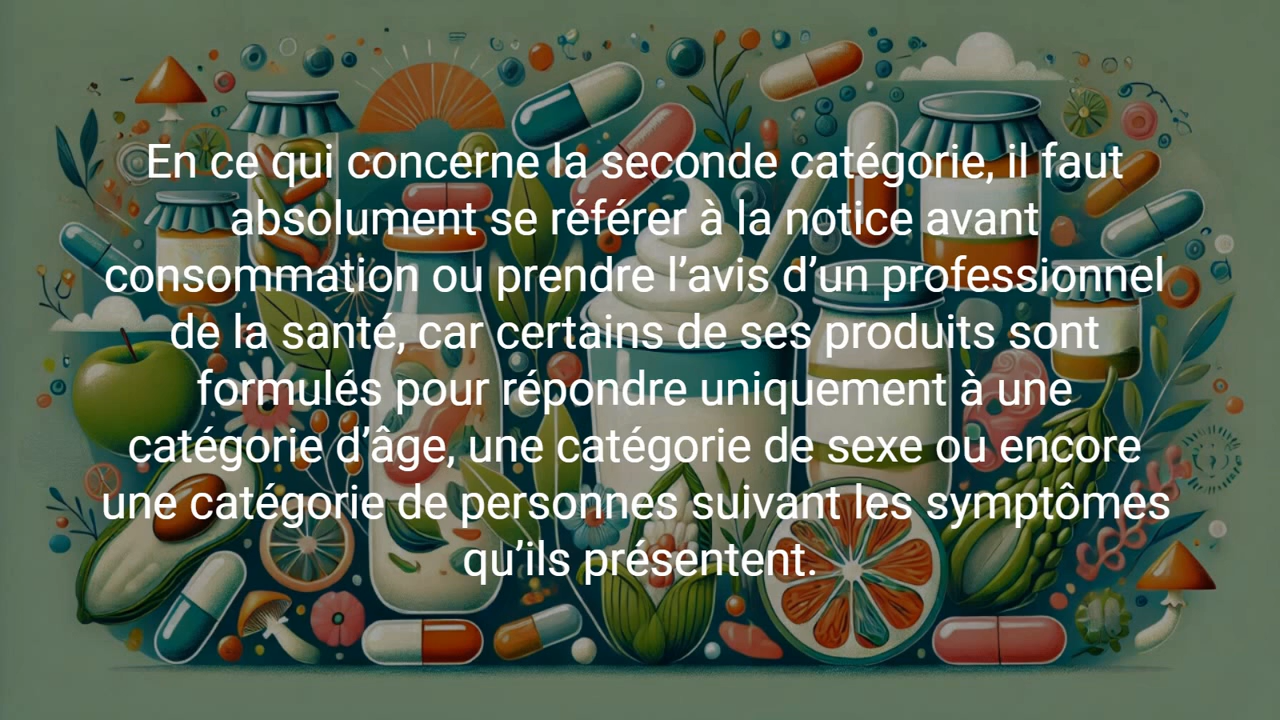 En ce qui concerne la seconde catégorie, il faut
absolument se référer à la notice avant
consommation ou prendre l’avis d’un professionnel
de la santé, car certains de ses produits sont
formulés pour répondre uniquement à une
catégorie d’âge, une catégorie de sexe ou encore
une catégorie de personnes suivant les symptômes
qu’ils présentent.